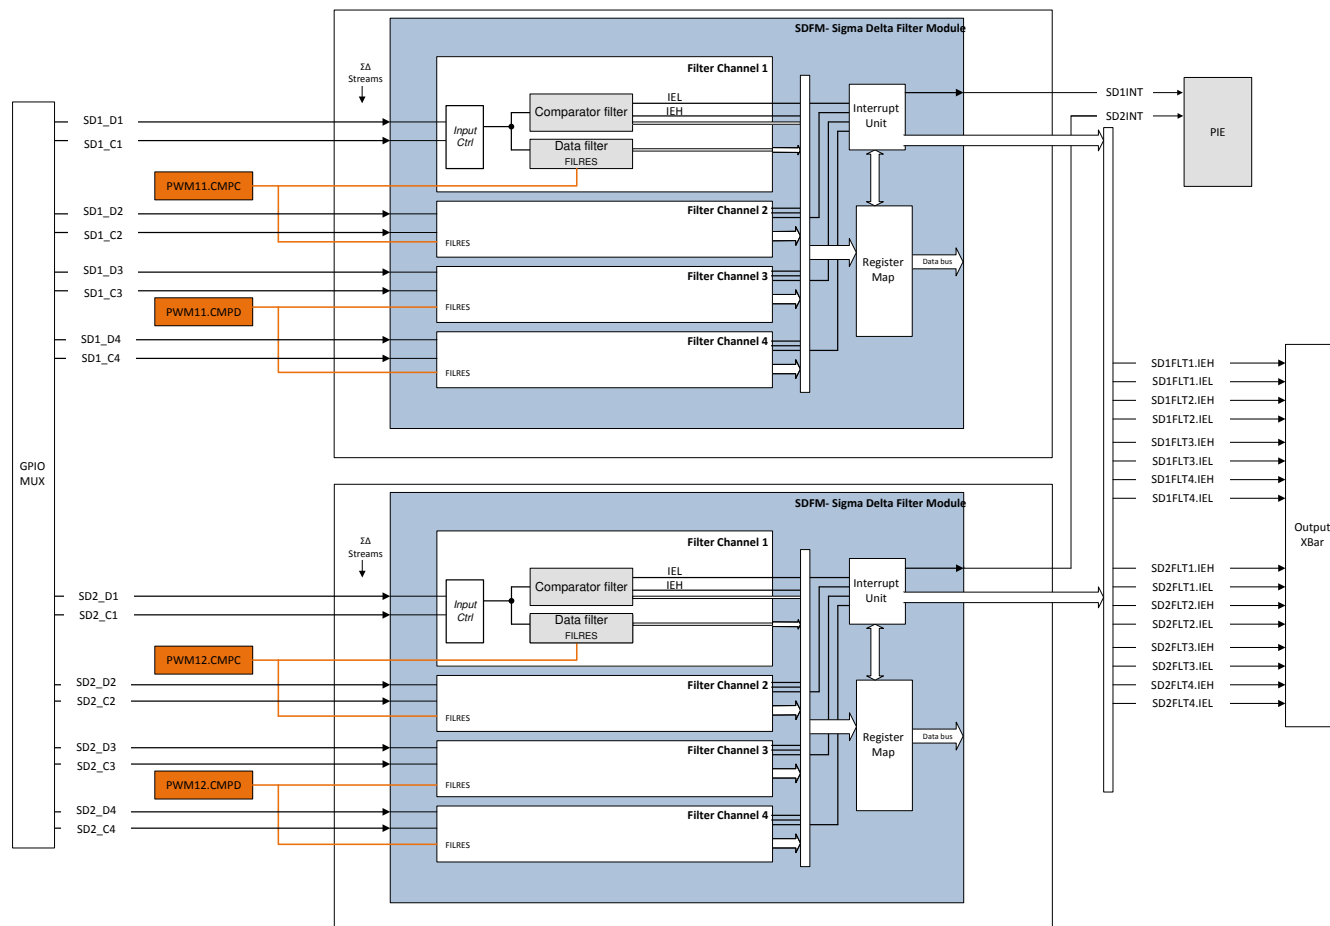 SDFM- Sigma Delta Filter Module
ΣΔ
Streams
Filter Channel 1
IEL
IEH
Comparator filter
Input
Ctrl
Data filter
FILRES
Interrupt
Unit
SD1_D1
SD1_C1
PWM11.CMPC
SD1INT
SD2INT
PIE
SD1_D2
SD1_C2
Filter Channel 2
FILRES
Register
Map
Data bus
SD1_D3
SD1_C3
Filter Channel 3
FILRES
PWM11.CMPD
SD1_D4
SD1_C4
Filter Channel 4
FILRES
GPIO
MUX
SD1FLT1.IEH
SD1FLT1.IEL
SD1FLT2.IEH
SD1FLT2.IEL
SD1FLT3.IEH
SD1FLT3.IEL
SD1FLT4.IEH
SD1FLT4.IEL
Output
XBar
SDFM- Sigma Delta Filter Module
ΣΔ
Streams
Filter Channel 1
IEL
IEH
Comparator filter
Input
Ctrl
Data filter
FILRES
Interrupt
Unit
SD2_D1
SD2_C1
PWM12.CMPC
SD2_D2
SD2_C2
Filter Channel 2
FILRES
Register
Map
Data bus
SD2_D3
SD2_C3
Filter Channel 3
FILRES
PWM12.CMPD
SD2_D4
SD2_C4
Filter Channel 4
FILRES
SD2FLT1.IEH
SD2FLT1.IEL
SD2FLT2.IEH
SD2FLT2.IEL
SD2FLT3.IEH
SD2FLT3.IEL
SD2FLT4.IEH
SD2FLT4.IEL